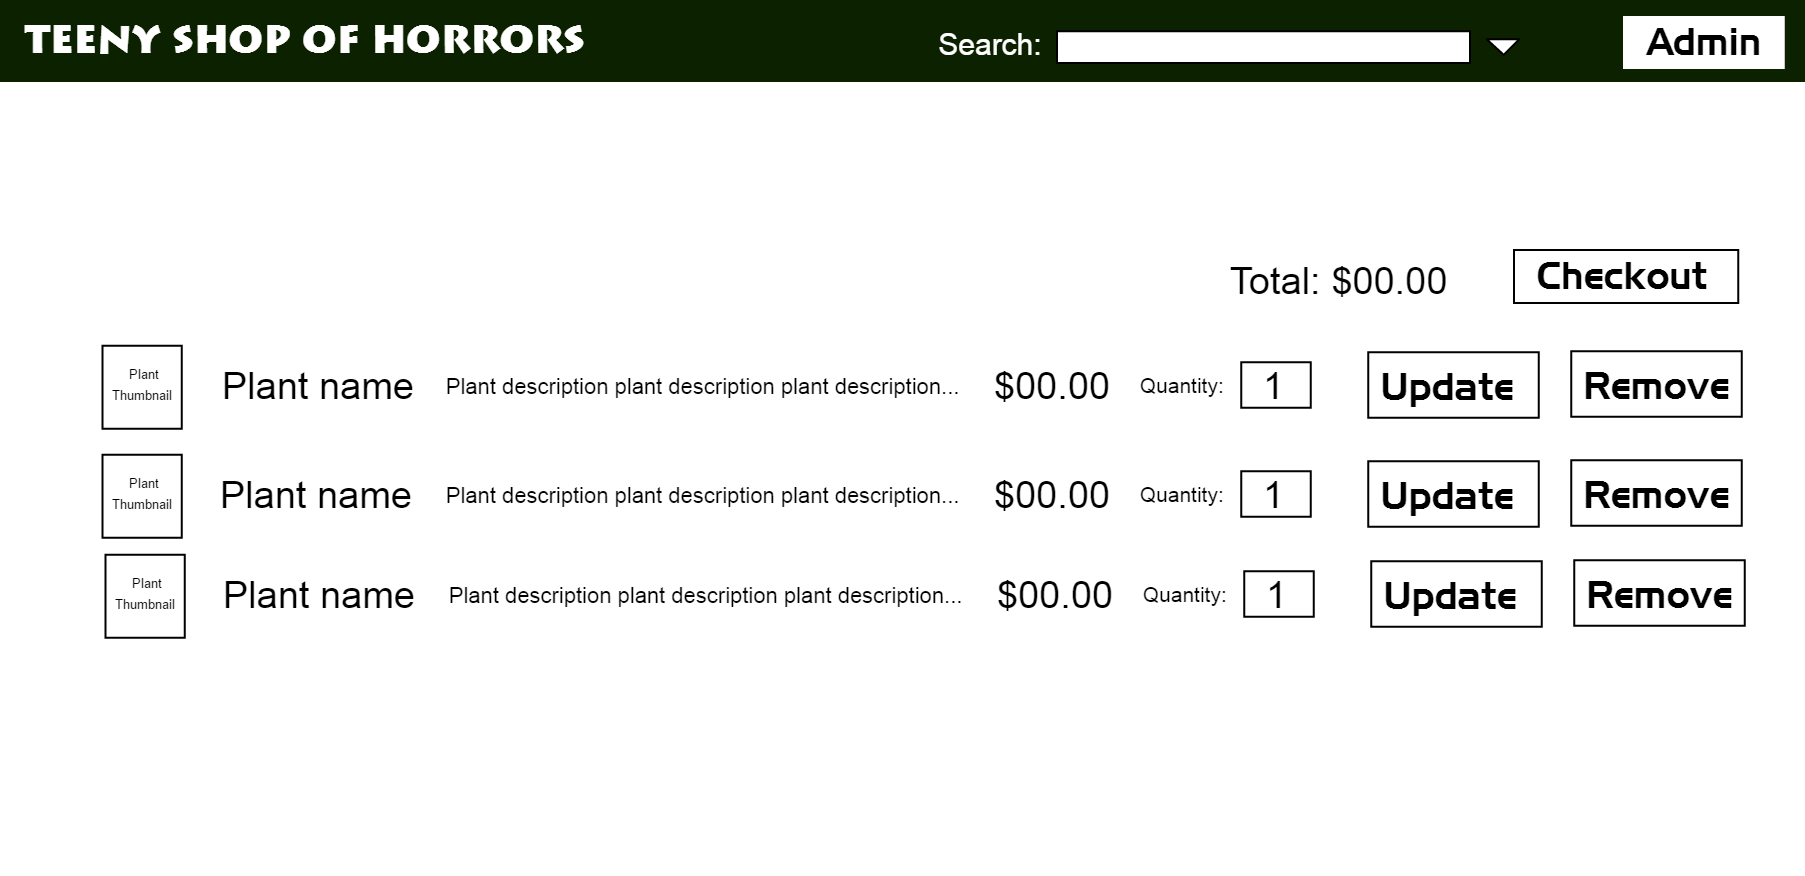 TEENY SHOP OF HORRORS
Search:
Admin
Total: $00.00
Checkout
Plant
Thumbnail
Plant name
Plant description plant description plant description...
$00.00
Quantity:
1
Update
Remove
Plant
Thumbnail
Plant name
Plant description plant description plant description...
$00.00
Quantity:
1
Update
Remove
Plant
Thumbnail
Plant name
Plant description plant description plant description...
$00.00
Quantity:
1
Update
Remove